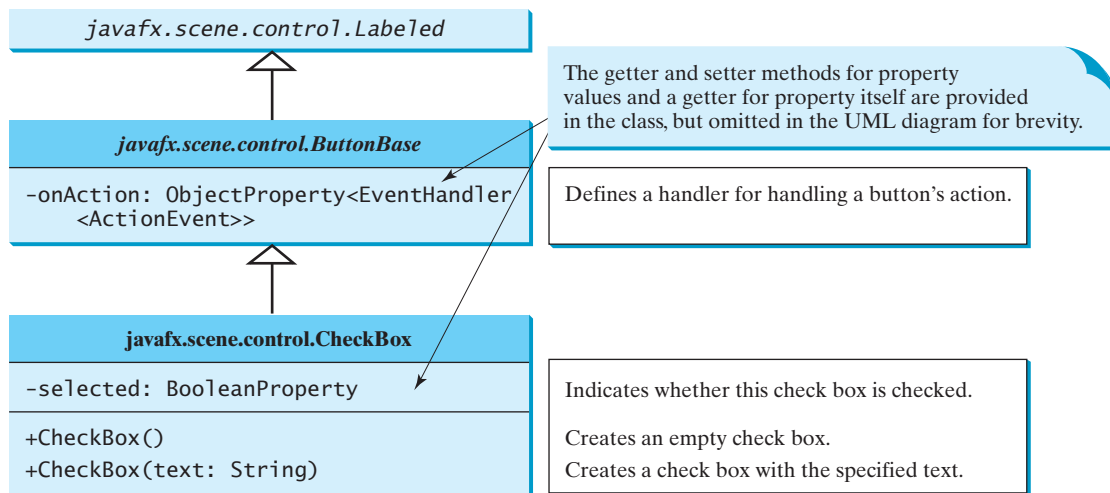 javafx.scene.control.Labeled
The getter and setter methods for property
values and a getter for property itself are provided
in the class, but omitted in the UML diagram for brevity.
javafx.scene.control.ButtonBase
-onAction: ObjectProperty<EventHandler
<ActionEvent>>
Defines a handler for handling a button's action.
javafx.scene.control.CheckBox
-selected: BooleanProperty
Indicates whether this check box is checked.
+CheckBox()
Creates an empty check box.
+CheckBox(text: String)
Creates a check box with the specified text.